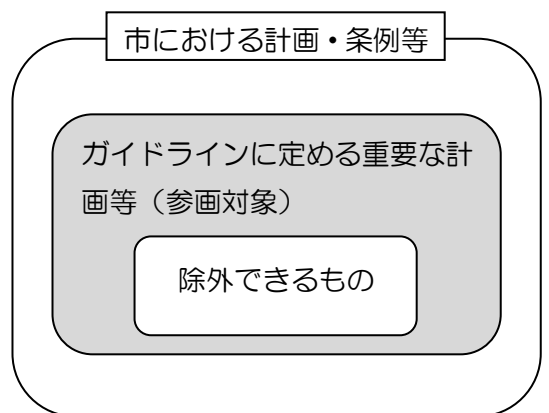 市における計画・条例等
ガイドラインに定める重要な計
画等（参画対象）
除外できるもの